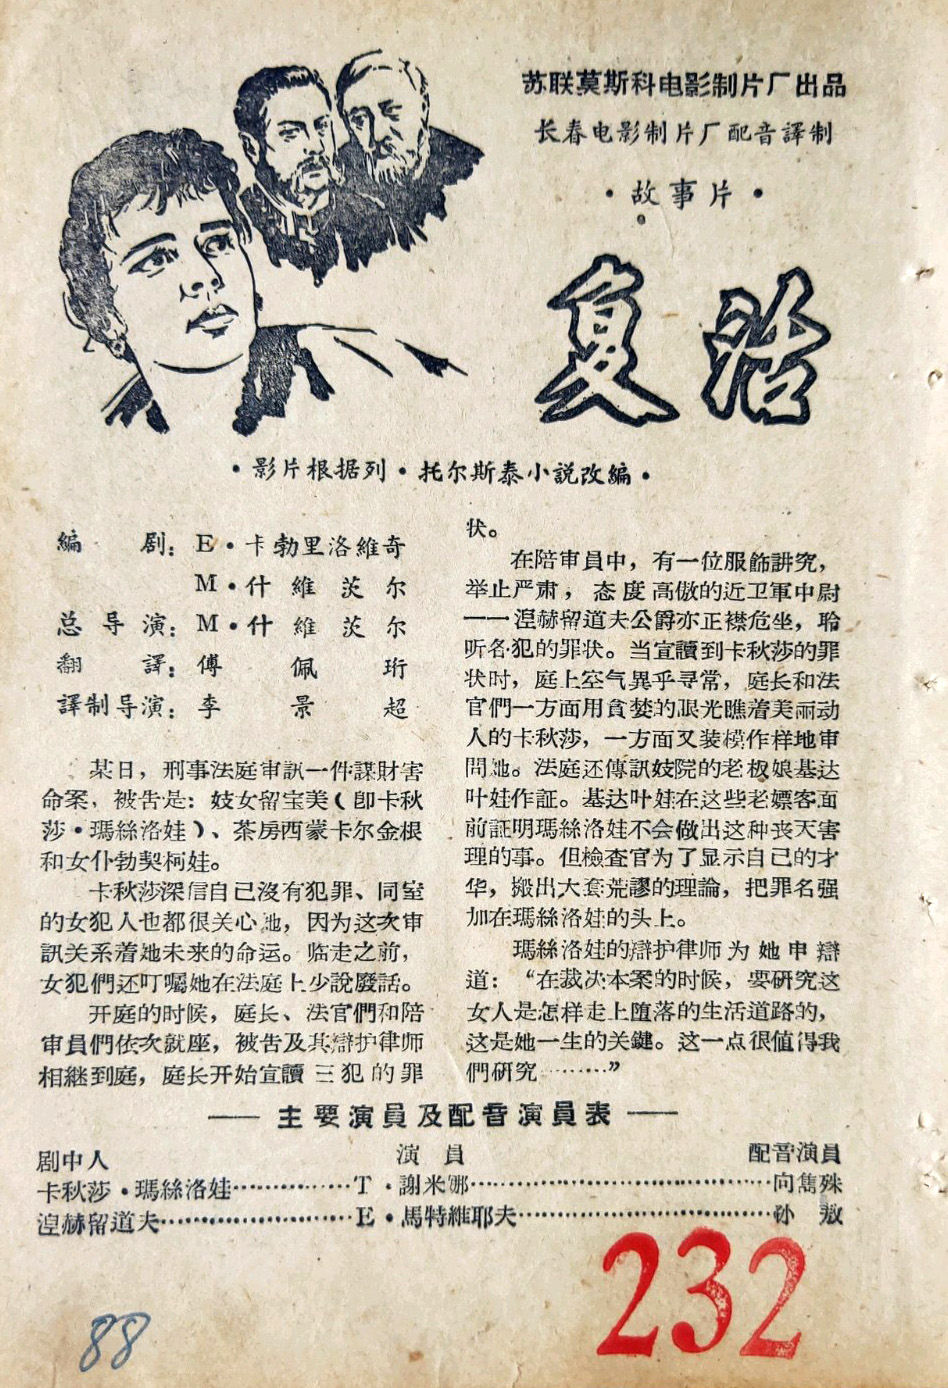 苏联莫斯科电影制片厂出品
长春电影制片厂配音譯制
·故事片·
复活
·影片根据列·托尔斯泰小說改編·
編剧：E·卡勃里洛維奇
M·什維茨尔
总导演：M·什維茨尔
翻譯：傅佩珩
譯制导演：李景超
某日，刑事法庭审訊一件謀財害
命案，被告是：妓女留宝美（卽卡秋
莎·瑪絲洛娃）、茶房西蒙卡尔金根
和女仆勃契柯娃。
卡秋莎深信自己沒有犯罪、同室
的女犯人也都很关心她，因为这次审
訊关系着她未来的命运。临走之前，
女犯們还叮囑她在法庭上少說廢話。
开庭的时候，庭长、法官們和陪
审員們依次就座，被告及其辯护律师
相継到庭，庭长开始宣讀三犯的罪
状。
在陪审員中，有一位服飾講究，
举止严肃，态度高傲的近卫軍中尉
——湼赫留道夫公爵亦正襟危坐，聆
听名犯的罪状。当宣讀到卡秋莎的罪
状时，庭上空气異乎寻常，庭长和法
官們一方面用貪婪的眼光瞧着美丽动
人的卡秋莎，一方面又装模作样地审
問她。法庭还傳訊妓院的老板娘基达
叶娃作証。基达叶娃在这些老嫖客面
前証明瑪絲洛娃不会做出这种丧天害
理的事。但檢查官为了显示自己的才
华，搬出大套荒謬的理論，把罪名强
加在瑪絲洛娃的头上。
瑪絲洛娃的辯护律师为她申辯
道：“在裁决本案的时候，要研究这
女人是怎样走上堕落的生活道路的，
这是她一生的关鍵。这一点很值得我
們研究………”
——主要演員及配音演員表——
剧中人 演員 配音演員
卡秋莎·瑪絲洛娃…………T·謝米娜…………向雋殊
湼赫留道夫…………E·馬特維耶夫…………孙敖
232
88